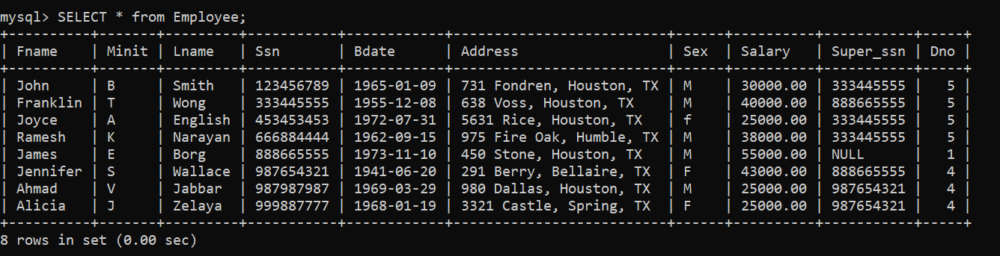 mysql> SELECT * from Employee;
+----------+-------+---------+-----------+------------+--------------------------+------+----------+-----------+-----+
| Fname    | Minit | Lname   | Ssn       | Bdate      | Address                  | Sex  | Salary   | Super_ssn | Dno |
+----------+-------+---------+-----------+------------+--------------------------+------+----------+-----------+-----+
| John     | B     | Smith   | 123456789 | 1965-01-09 | 731 Fondren, Houston, TX | M    | 30000.00 | 333445555 |   5 |
| Franklin | T     | Wong    | 333445555 | 1955-12-08 | 638 Voss, Houston, TX    | M    | 40000.00 | 888665555 |   5 |
| Joyce    | A     | English | 453453453 | 1972-07-31 | 5631 Rice, Houston, TX   | f    | 25000.00 | 333445555 |   5 |
| Ramesh   | K     | Narayan | 666884444 | 1962-09-15 | 975 Fire Oak, Humble, TX | M    | 38000.00 | 333445555 |   5 |
| James    | E     | Borg    | 888665555 | 1973-11-10 | 450 Stone, Houston, TX   | M    | 55000.00 | NULL      |   1 |
| Jennifer | S     | Wallace | 987654321 | 1941-06-20 | 291 Berry, Bellaire, TX  | F    | 43000.00 | 888665555 |   4 |
| Ahmad    | V     | Jabbar  | 987987987 | 1969-03-29 | 980 Dallas, Houston, TX  | M    | 25000.00 | 987654321 |   4 |
| Alicia   | J     | Zelaya  | 999887777 | 1968-01-19 | 3321 Castle, Spring, TX  | F    | 25000.00 | 987654321 |   4 |
+----------+-------+---------+-----------+------------+--------------------------+------+----------+-----------+-----+
8 rows in set (0.00 sec)